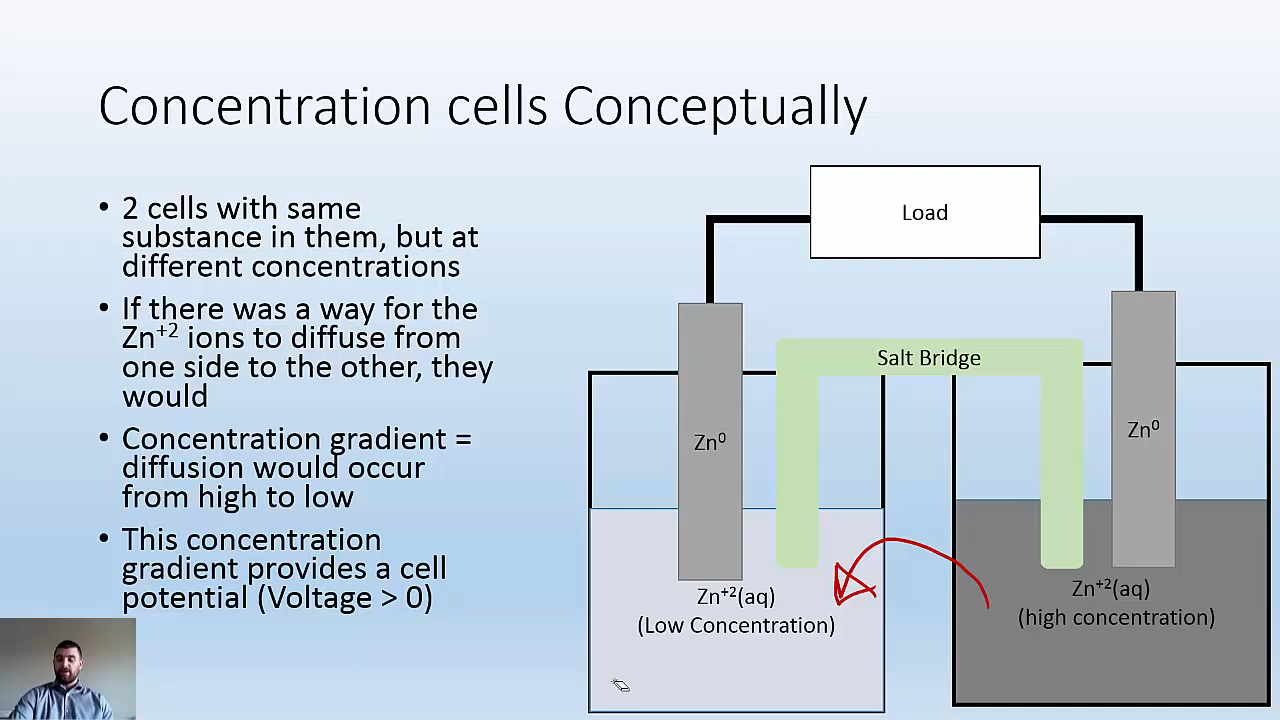 Concentration cells Conceptually
• 2 cells with same
substance in them, but at
different concentrations
• If there was a way for the
Zn⁺² ions to diffuse from
one side to the other, they
would
• Concentration gradient =
diffusion would occur
from high to low
• This concentration
gradient provides a cell
potential (Voltage > 0)
Load
Salt Bridge
Zn⁰
Zn⁰
Zn⁺²(aq)
(Low Concentration)
Zn⁺²(aq)
(high concentration)